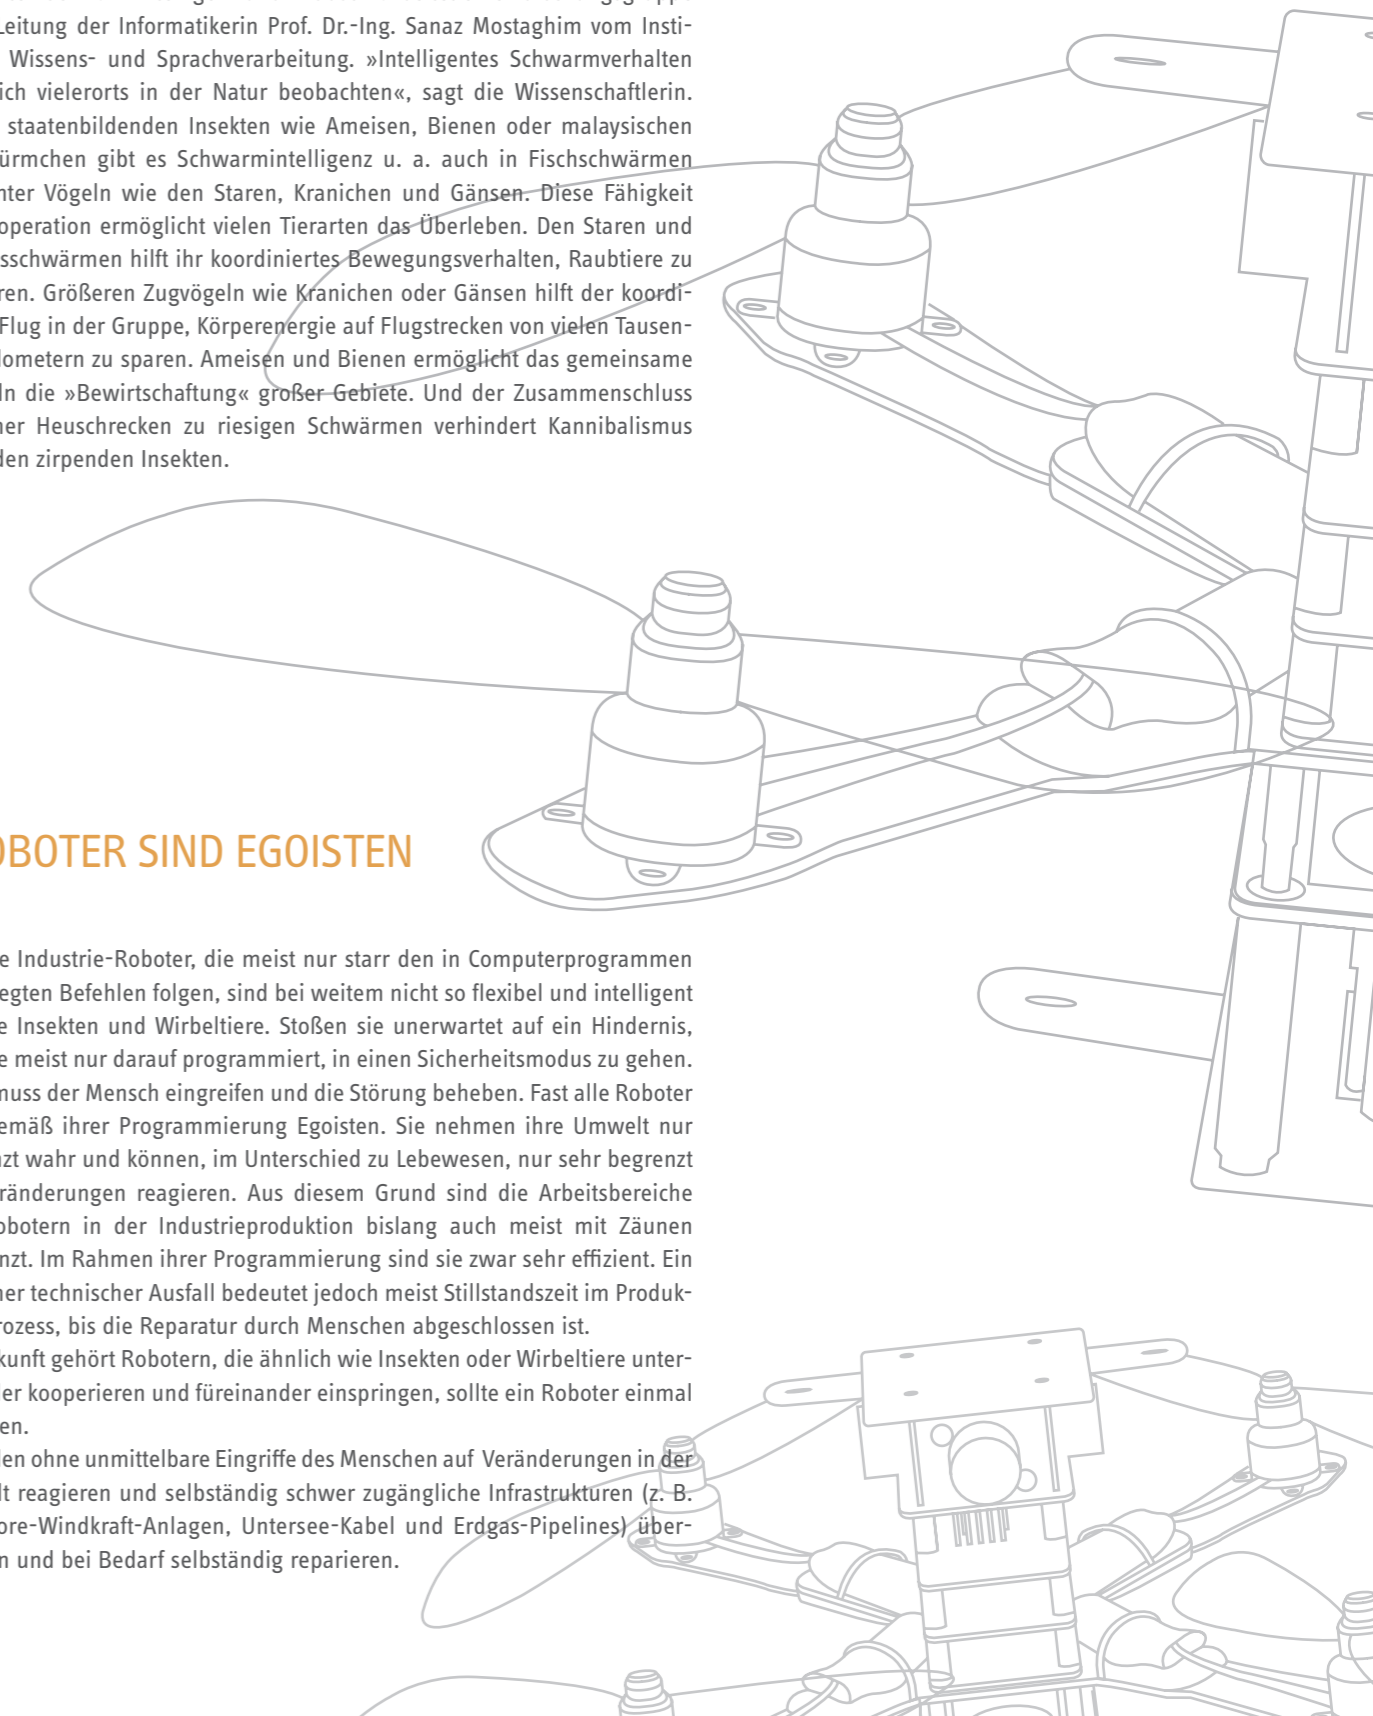 Leitung der Informatikerin Prof. Dr.-Ing. Sanaz Mostaghim vom Insti-
Wissens- und Sprachverarbeitung. »Intelligentes Schwarmverhalten
ich vielerorts in der Natur beobachten«, sagt die Wissenschaftlerin.
staatenbildenden Insekten wie Ameisen, Bienen oder malaysischen
ürmchen gibt es Schwarmintelligenz u. a. auch in Fischschwärmen
nter Vögeln wie den Staren, Kranichen und Gänsen. Diese Fähigkeit
operation ermöglicht vielen Tierarten das Überleben. Den Staren und
sschwärmen hilft ihr koordiniertes Bewegungsverhalten, Raubtiere zu
ren. Größeren Zugvögeln wie Kranichen oder Gänsen hilft der koordi-
Flug in der Gruppe, Körperenergie auf Flugstrecken von vielen Tausen-
lometern zu sparen. Ameisen und Bienen ermöglicht das gemeinsame
ln die »Bewirtschaftung« großer Gebiete. Und der Zusammenschluss
ner Heuschrecken zu riesigen Schwärmen verhindert Kannibalismus
den zirpenden Insekten.
OBOTER SIND EGOISTEN
e Industrie-Roboter, die meist nur starr den in Computerprogrammen
egten Befehlen folgen, sind bei weitem nicht so flexibel und intelligent
e Insekten und Wirbeltiere. Stoßen sie unerwartet auf ein Hindernis,
e meist nur darauf programmiert, in einen Sicherheitsmodus zu gehen.
muss der Mensch eingreifen und die Störung beheben. Fast alle Roboter
emäß ihrer Programmierung Egoisten. Sie nehmen ihre Umwelt nur
nzt wahr und können, im Unterschied zu Lebewesen, nur sehr begrenzt
ränderungen reagieren. Aus diesem Grund sind die Arbeitsbereiche
obotern in der Industrieproduktion bislang auch meist mit Zäunen
nzt. Im Rahmen ihrer Programmierung sind sie zwar sehr effizient. Ein
ner technischer Ausfall bedeutet jedoch meist Stillstandszeit im Produk-
rozess, bis die Reparatur durch Menschen abgeschlossen ist.
kunft gehört Robotern, die ähnlich wie Insekten oder Wirbeltiere unter-
der kooperieren und füreinander einspringen, sollte ein Roboter einmal
en.
den ohne unmittelbare Eingriffe des Menschen auf Veränderungen in der
lt reagieren und selbständig schwer zugängliche Infrastrukturen (z. B.
ore-Windkraft-Anlagen, Untersee-Kabel und Erdgas-Pipelines) über-
n und bei Bedarf selbständig reparieren.